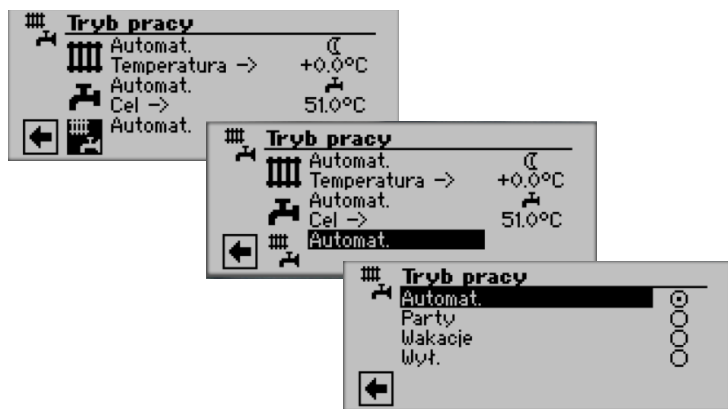 Tryb pracy
Automat.
Temperatura -> +0.0°C
Automat.
Cel -> 51.0°C
Automat.
Tryb pracy
Automat.
Temperatura -> +0.0°C
Automat.
Cel -> 51.0°C
Automat.
Tryb pracy
Automat.
Party
Wakacje
Wył.